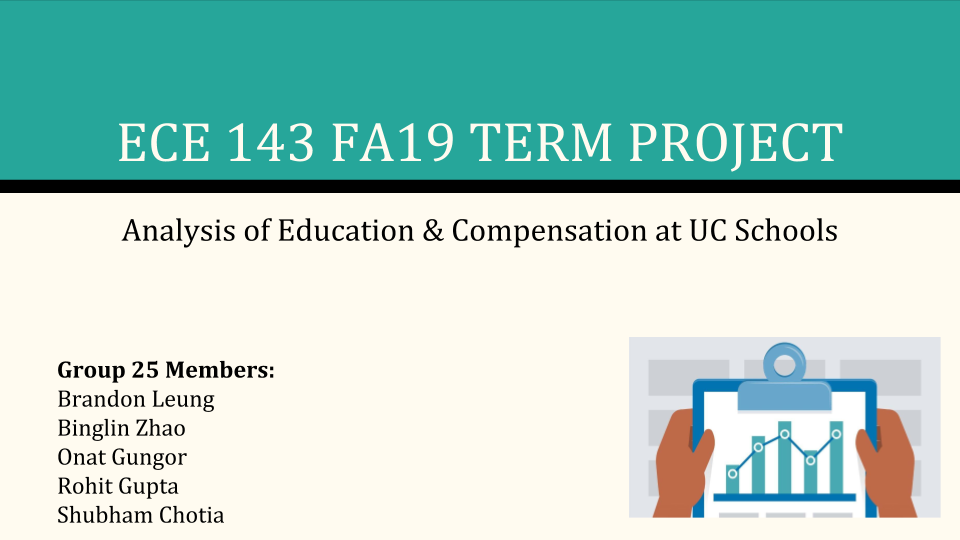 ECE 143 FA19 TERM PROJECT
Analysis of Education & Compensation at UC Schools
Group 25 Members:
Brandon Leung
Binglin Zhao
Onat Gungor
Rohit Gupta
Shubham Chotia